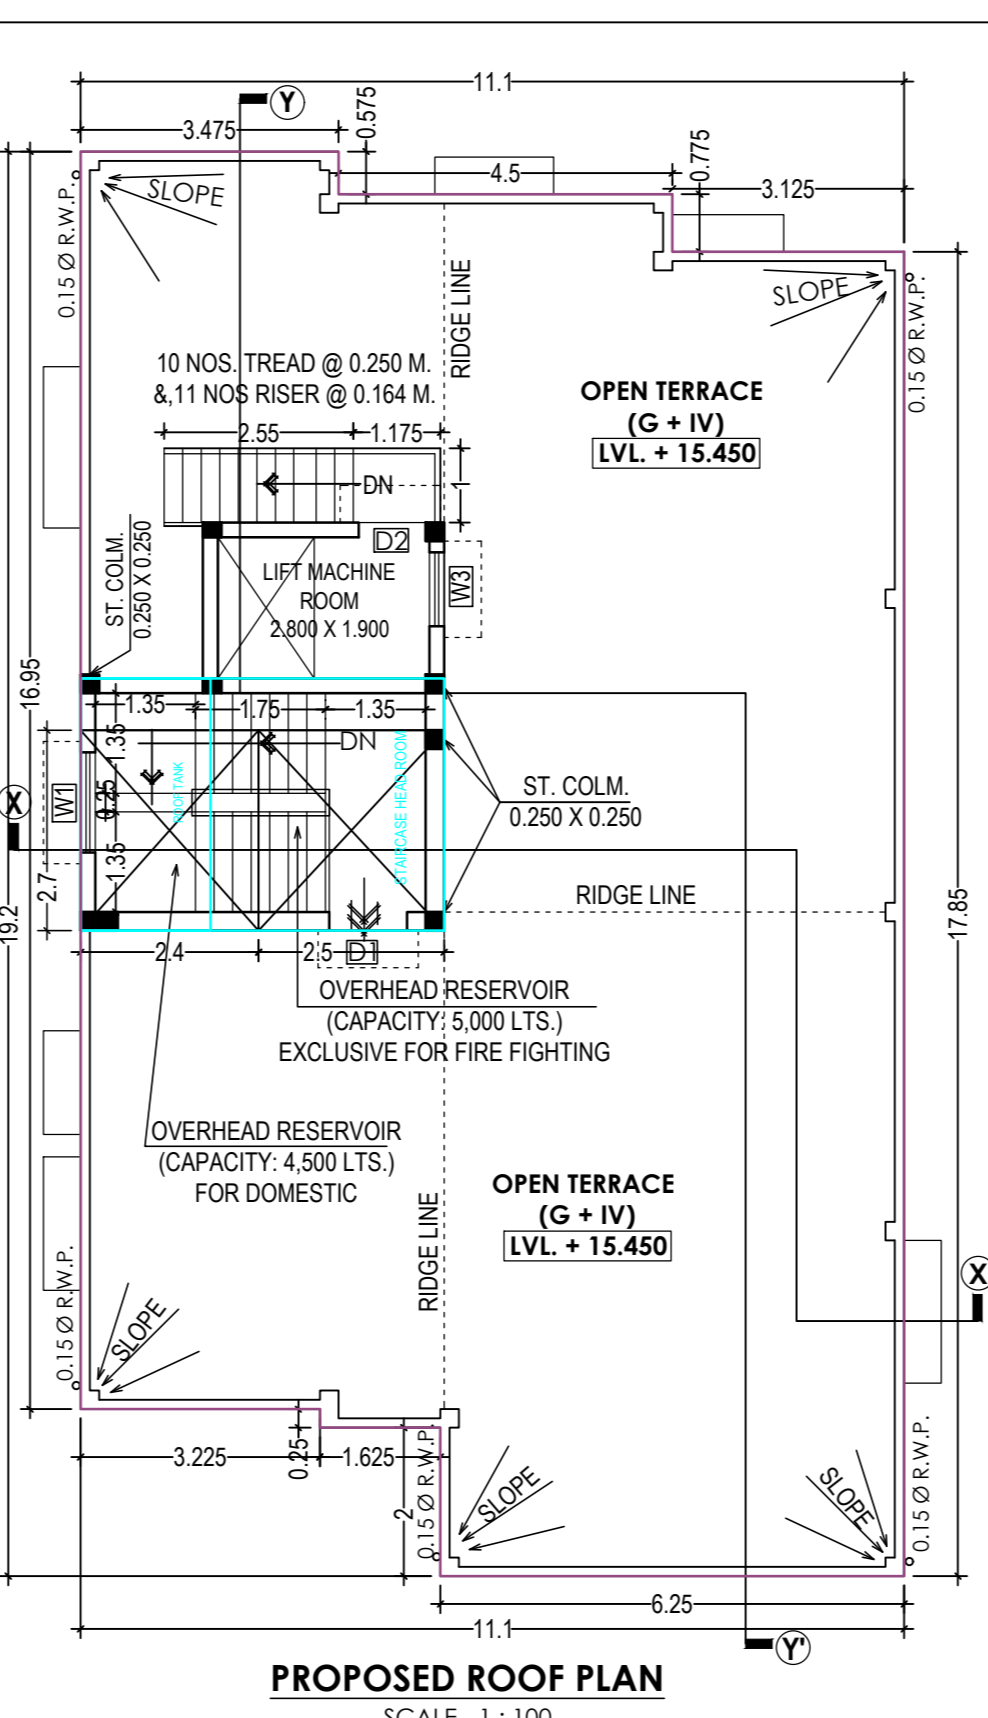 11.1
Y
3.475
0.575
4.5
0.775
3.125
SLOPE
0.15 Ø R.W.P.
RIDGE LINE
SLOPE
0.15 Ø R.W.P.
10 NOS. TREAD @ 0.250 M.
&,11 NOS RISER @ 0.164 M.
OPEN TERRACE
(G + IV)
LVL. + 15.450
2.55
1.175
DN
1
D2
ST. COLM.
0.250 X 0.250
LIFT MACHINE
ROOM
2.800 X 1.900
W3
16.95
1.35
1.75
1.35
1.35
DN
ROOF TANK
STAIRCASE HEAD ROOM
W1
0.25
X
ST. COLM.
0.250 X 0.250
1.35
2.7
19.2
RIDGE LINE
17.85
2.4
2.5
D1
OVERHEAD RESERVOIR
(CAPACITY: 5,000 LTS.)
EXCLUSIVE FOR FIRE FIGHTING
OVERHEAD RESERVOIR
(CAPACITY: 4,500 LTS.)
FOR DOMESTIC
OPEN TERRACE
(G + IV)
LVL. + 15.450
RIDGE LINE
X
0.15 Ø R.W.P.
SLOPE
3.225
0.25
1.625
2
0.15 Ø R.W.P.
SLOPE
SLOPE
0.15 Ø R.W.P.
6.25
11.1
Y'
PROPOSED ROOF PLAN
SCALE - 1 : 100